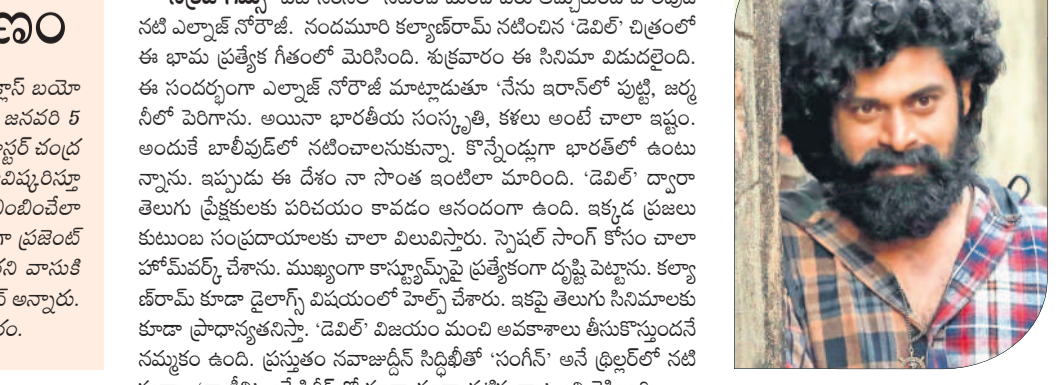 ణం
క్లాస్ బయో
జనవరి 5
స్టర్ చంద్ర
విష్కరిస్తూ
ంబించేలా
గా ప్రజెంట్
రని వాసుకి
ర్ అన్నారు.
రం.
నటి ఎల్నాజ్ నోరౌజీ. నందమూరి కల్యాణ్‌రామ్ నటించిన ‘డెవిల్’ చిత్రంలో
ఈ భామ ప్రత్యేక గీతంలో మెరిసింది. శుక్రవారం ఈ సినిమా విడుదలైంది.
ఈ సందర్భంగా ఎల్నాజ్ నోరౌజీ మాట్లాడుతూ ‘నేను ఇరాన్‌లో పుట్టి, జర్మ
నీలో పెరిగాను. అయినా భారతీయ సంస్కృతి, కళలు అంటే చాలా ఇష్టం.
అందుకే బాలీవుడ్‌లో నటించాలనుకున్నా. కొన్నేండ్లుగా భారత్‌లో ఉంటు
న్నాను. ఇప్పుడు ఈ దేశం నా సొంత ఇంటిలా మారింది. ‘డెవిల్’ ద్వారా
తెలుగు ప్రేక్షకులకు పరిచయం కావడం ఆనందంగా ఉంది. ఇక్కడ ప్రజలు
కుటుంబ సంప్రదాయాలకు చాలా విలువిస్తారు. స్పెషల్ సాంగ్ కోసం చాలా
హోమ్‌వర్క్ చేశాను. ముఖ్యంగా కాస్ట్యూమ్స్‌పై ప్రత్యేకంగా దృష్టి పెట్టాను. కల్యా
ణ్‌రామ్ కూడా డైలాగ్స్ విషయంలో హెల్ప్ చేశారు. ఇకపై తెలుగు సినిమాలకు
కూడా ప్రాధాన్యతనిస్తా. ‘డెవిల్’ విజయం మంచి అవకాశాలు తీసుకొస్తుందనే
నమ్మకం ఉంది. ప్రస్తుతం నవాజుద్దీన్ సిద్ధిఖీతో ‘సంగీన్’ అనే థ్రిల్లర్‌లో నటి